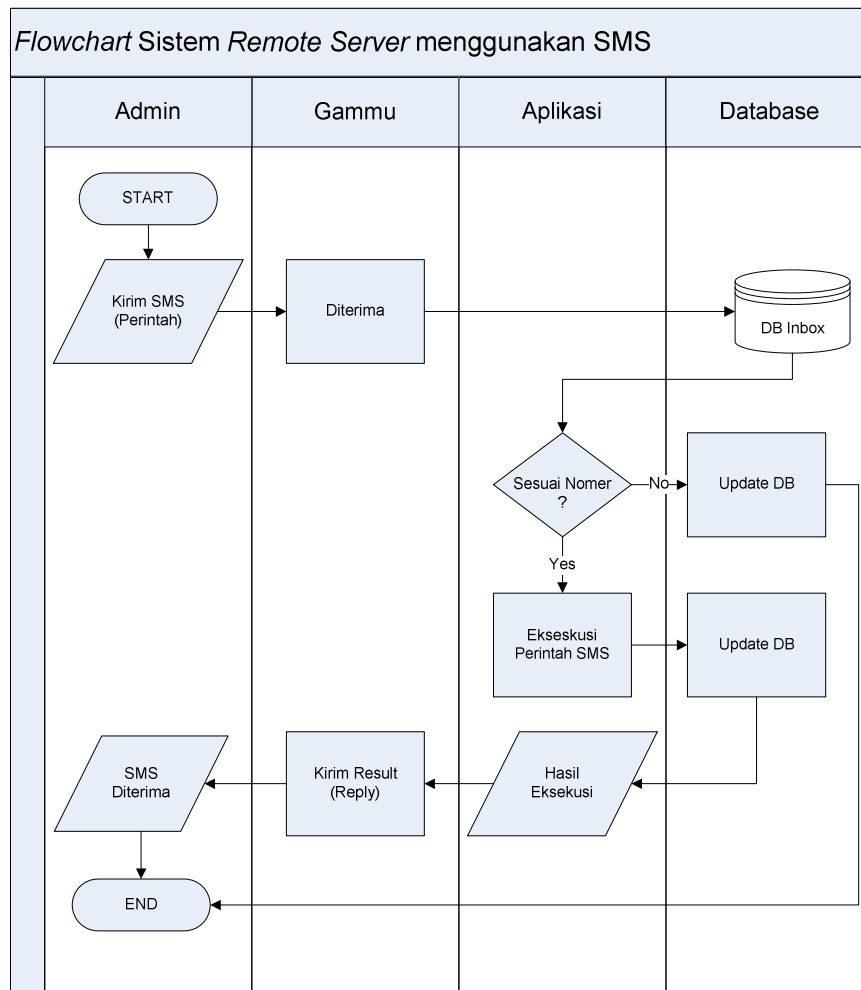 Flowchart Sistem Remote Server menggunakan SMS
Admin
Gammu
Aplikasi
Database
START
Kirim SMS
(Perintah)
Diterima
DB Inbox
Sesuai Nomer
?
No
Update DB
Yes
Ekseskusi
Perintah SMS
Update DB
SMS
Diterima
Kirim Result
(Reply)
Hasil
Eksekusi
END